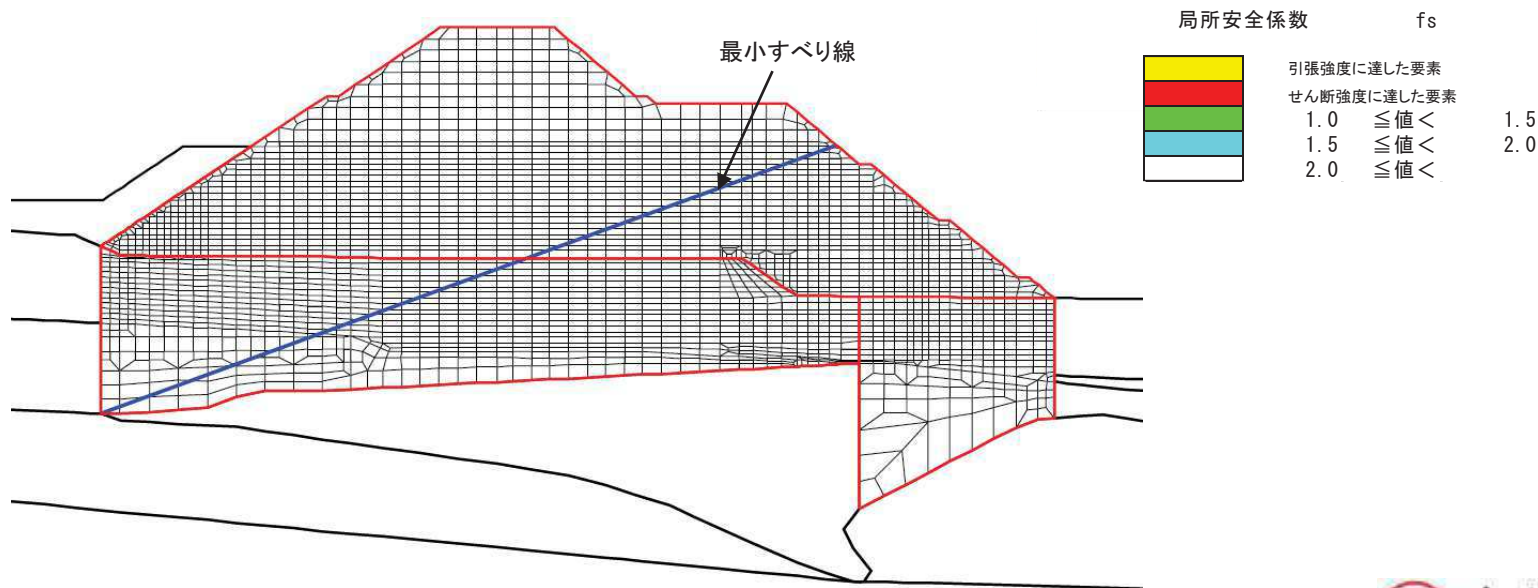 局所安全係数 fs
最小すべり線
引張強度に達した要素
せん断強度に達した要素
1.0 ≦値< 1.5
1.5 ≦値< 2.0
2.0 ≦値<